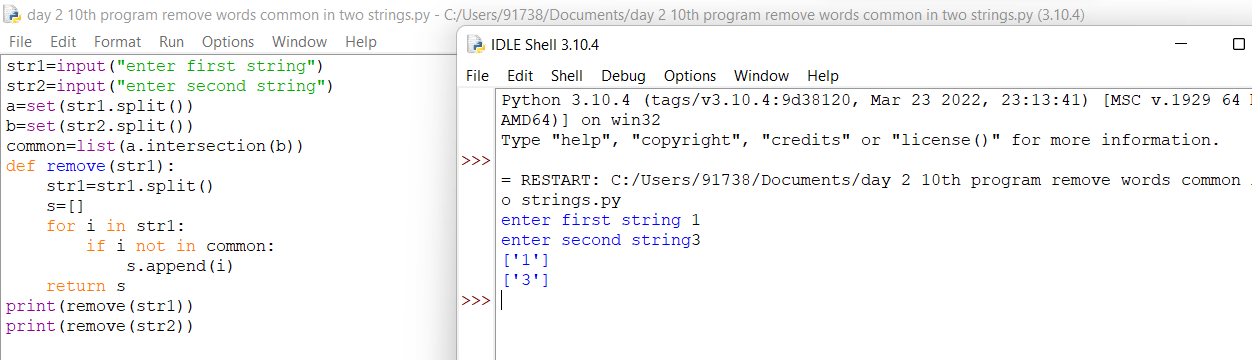 day 2 10th program remove words common in two strings.py - C:/Users/91738/Documents/day 2 10th program remove words common in two strings.py (3.10.4)
File Edit Format Run Options Window Help
str1=input("enter first string")
str2=input("enter second string")
a=set(str1.split())
b=set(str2.split())
common=list(a.intersection(b))
def remove(str1):
    str1=str1.split()
    s=[]
    for i in str1:
        if i not in common:
            s.append(i)
    return s
print(remove(str1))
print(remove(str2))
IDLE Shell 3.10.4
File Edit Shell Debug Options Window Help
Python 3.10.4 (tags/v3.10.4:9d38120, Mar 23 2022, 23:13:41) [MSC v.1929 64
AMD64)] on win32
Type "help", "copyright", "credits" or "license()" for more information.
>>>
= RESTART: C:/Users/91738/Documents/day 2 10th program remove words common
o strings.py
enter first string 1
enter second string3
['1']
['3']
>>>